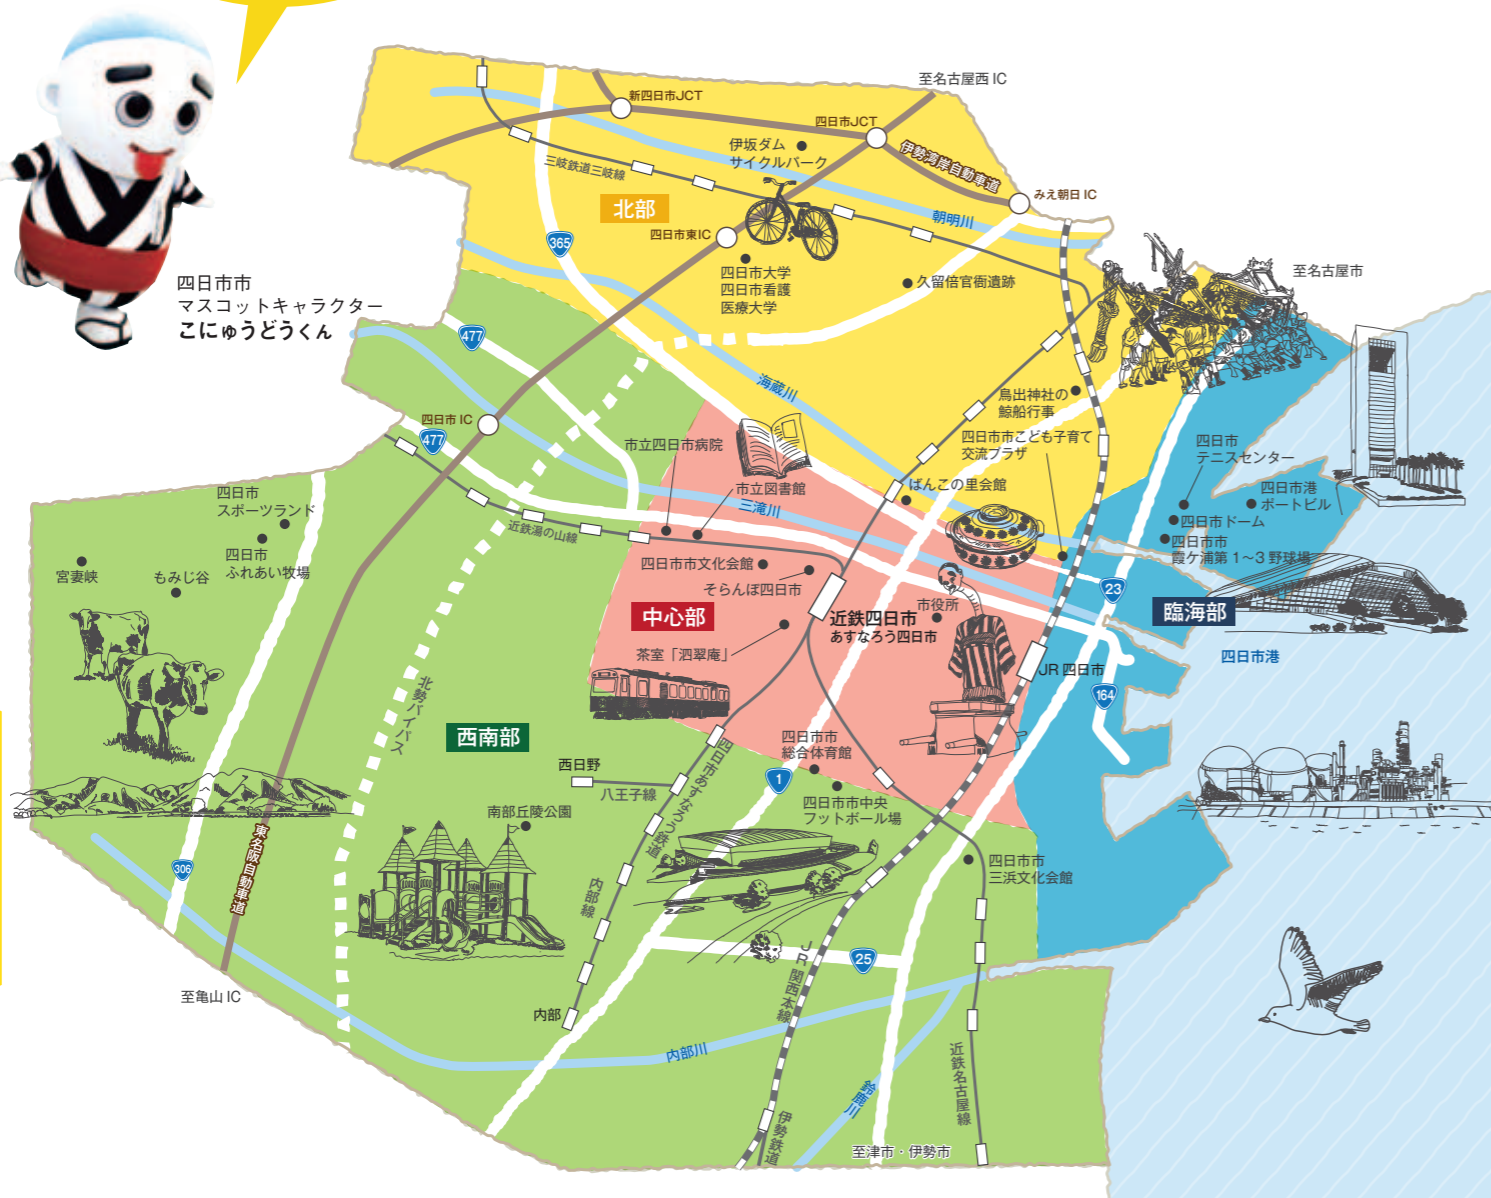 四日市市
マスコットキャラクター
こにゅうどうくん
至名古屋西 IC
新四日市JCT
四日市JCT
伊坂ダム
サイクルパーク
伊勢湾岸自動車道
三岐鉄道三岐線
みえ朝日 IC
北部
朝明川
四日市東IC
365
四日市大学
四日市看護
医療大学
久留倍官衙遺跡
至名古屋市
477
海蔵川
鳥出神社の
鯨船行事
四日市 IC
477
市立四日市病院
四日市市こども子育て
交流プラザ
四日市
テニスセンター
市立図書館
ばんこの里会館
四日市港
ポートビル
四日市
スポーツランド
三滝川
四日市ドーム
近鉄湯の山線
四日市市
霞ケ浦第 1～3 野球場
四日市
ふれあい牧場
宮妻峡
もみじ谷
四日市市文化会館
そらんぽ四日市
23
中心部
近鉄四日市
あすなろう四日市
市役所
臨海部
茶室「泗翠庵」
四日市港
JR 四日市
164
北勢バイパス
西南部
四日市市
総合体育館
西日野
八王子線
四日市あすなろう鉄道
1
四日市市中央
フットボール場
南部丘陵公園
東名阪自動車道
306
四日市市
三浜文化会館
内部線
25
JR関西本線
至亀山 IC
内部
内部川
近鉄名古屋線
鈴鹿川
伊勢鉄道
至津市・伊勢市